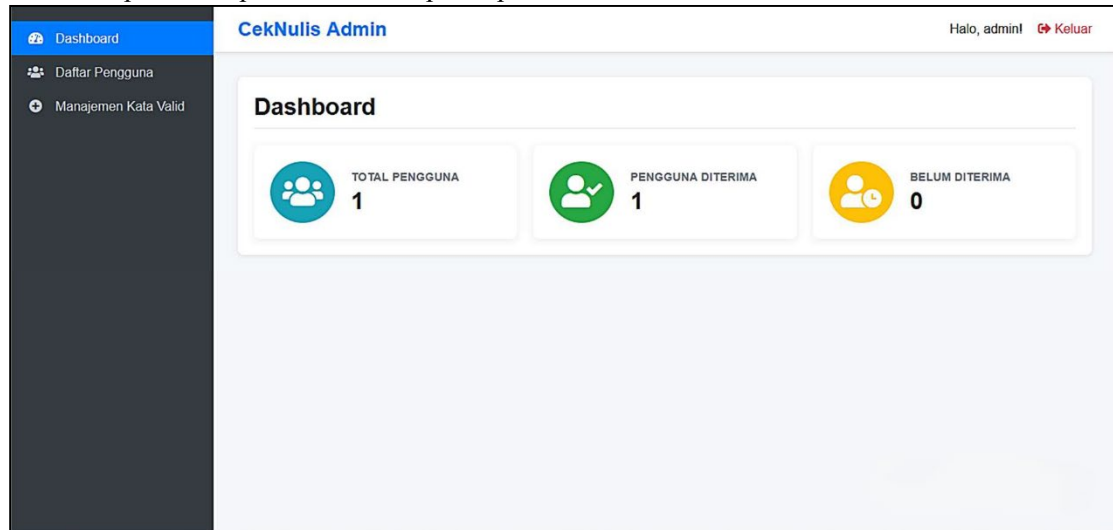 CekNulis Admin
Halo, admin!
Keluar
Dashboard
Daftar Pengguna
Manajemen Kata Valid
Dashboard
TOTAL PENGGUNA
1
PENGGUNA DITERIMA
1
BELUM DITERIMA
0